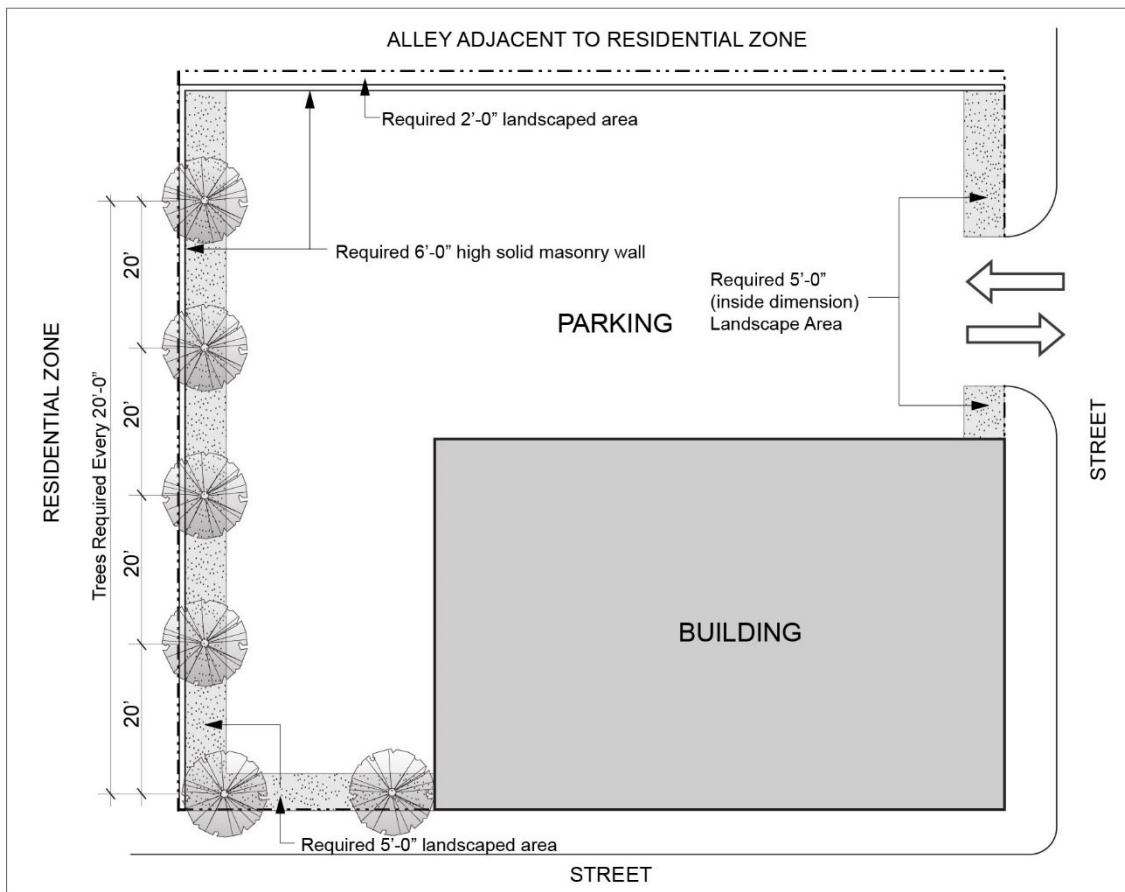 ALLEY ADJACENT TO RESIDENTIAL ZONE
Required 2'-0” landscaped area
Required 6'-0” high solid masonry wall
Required 5'-0”
(inside dimension)
Landscape Area
PARKING
RESIDENTIAL ZONE
Trees Required Every 20'-0”
20'
20'
20'
20'
STREET
BUILDING
Required 5'-0” landscaped area
STREET